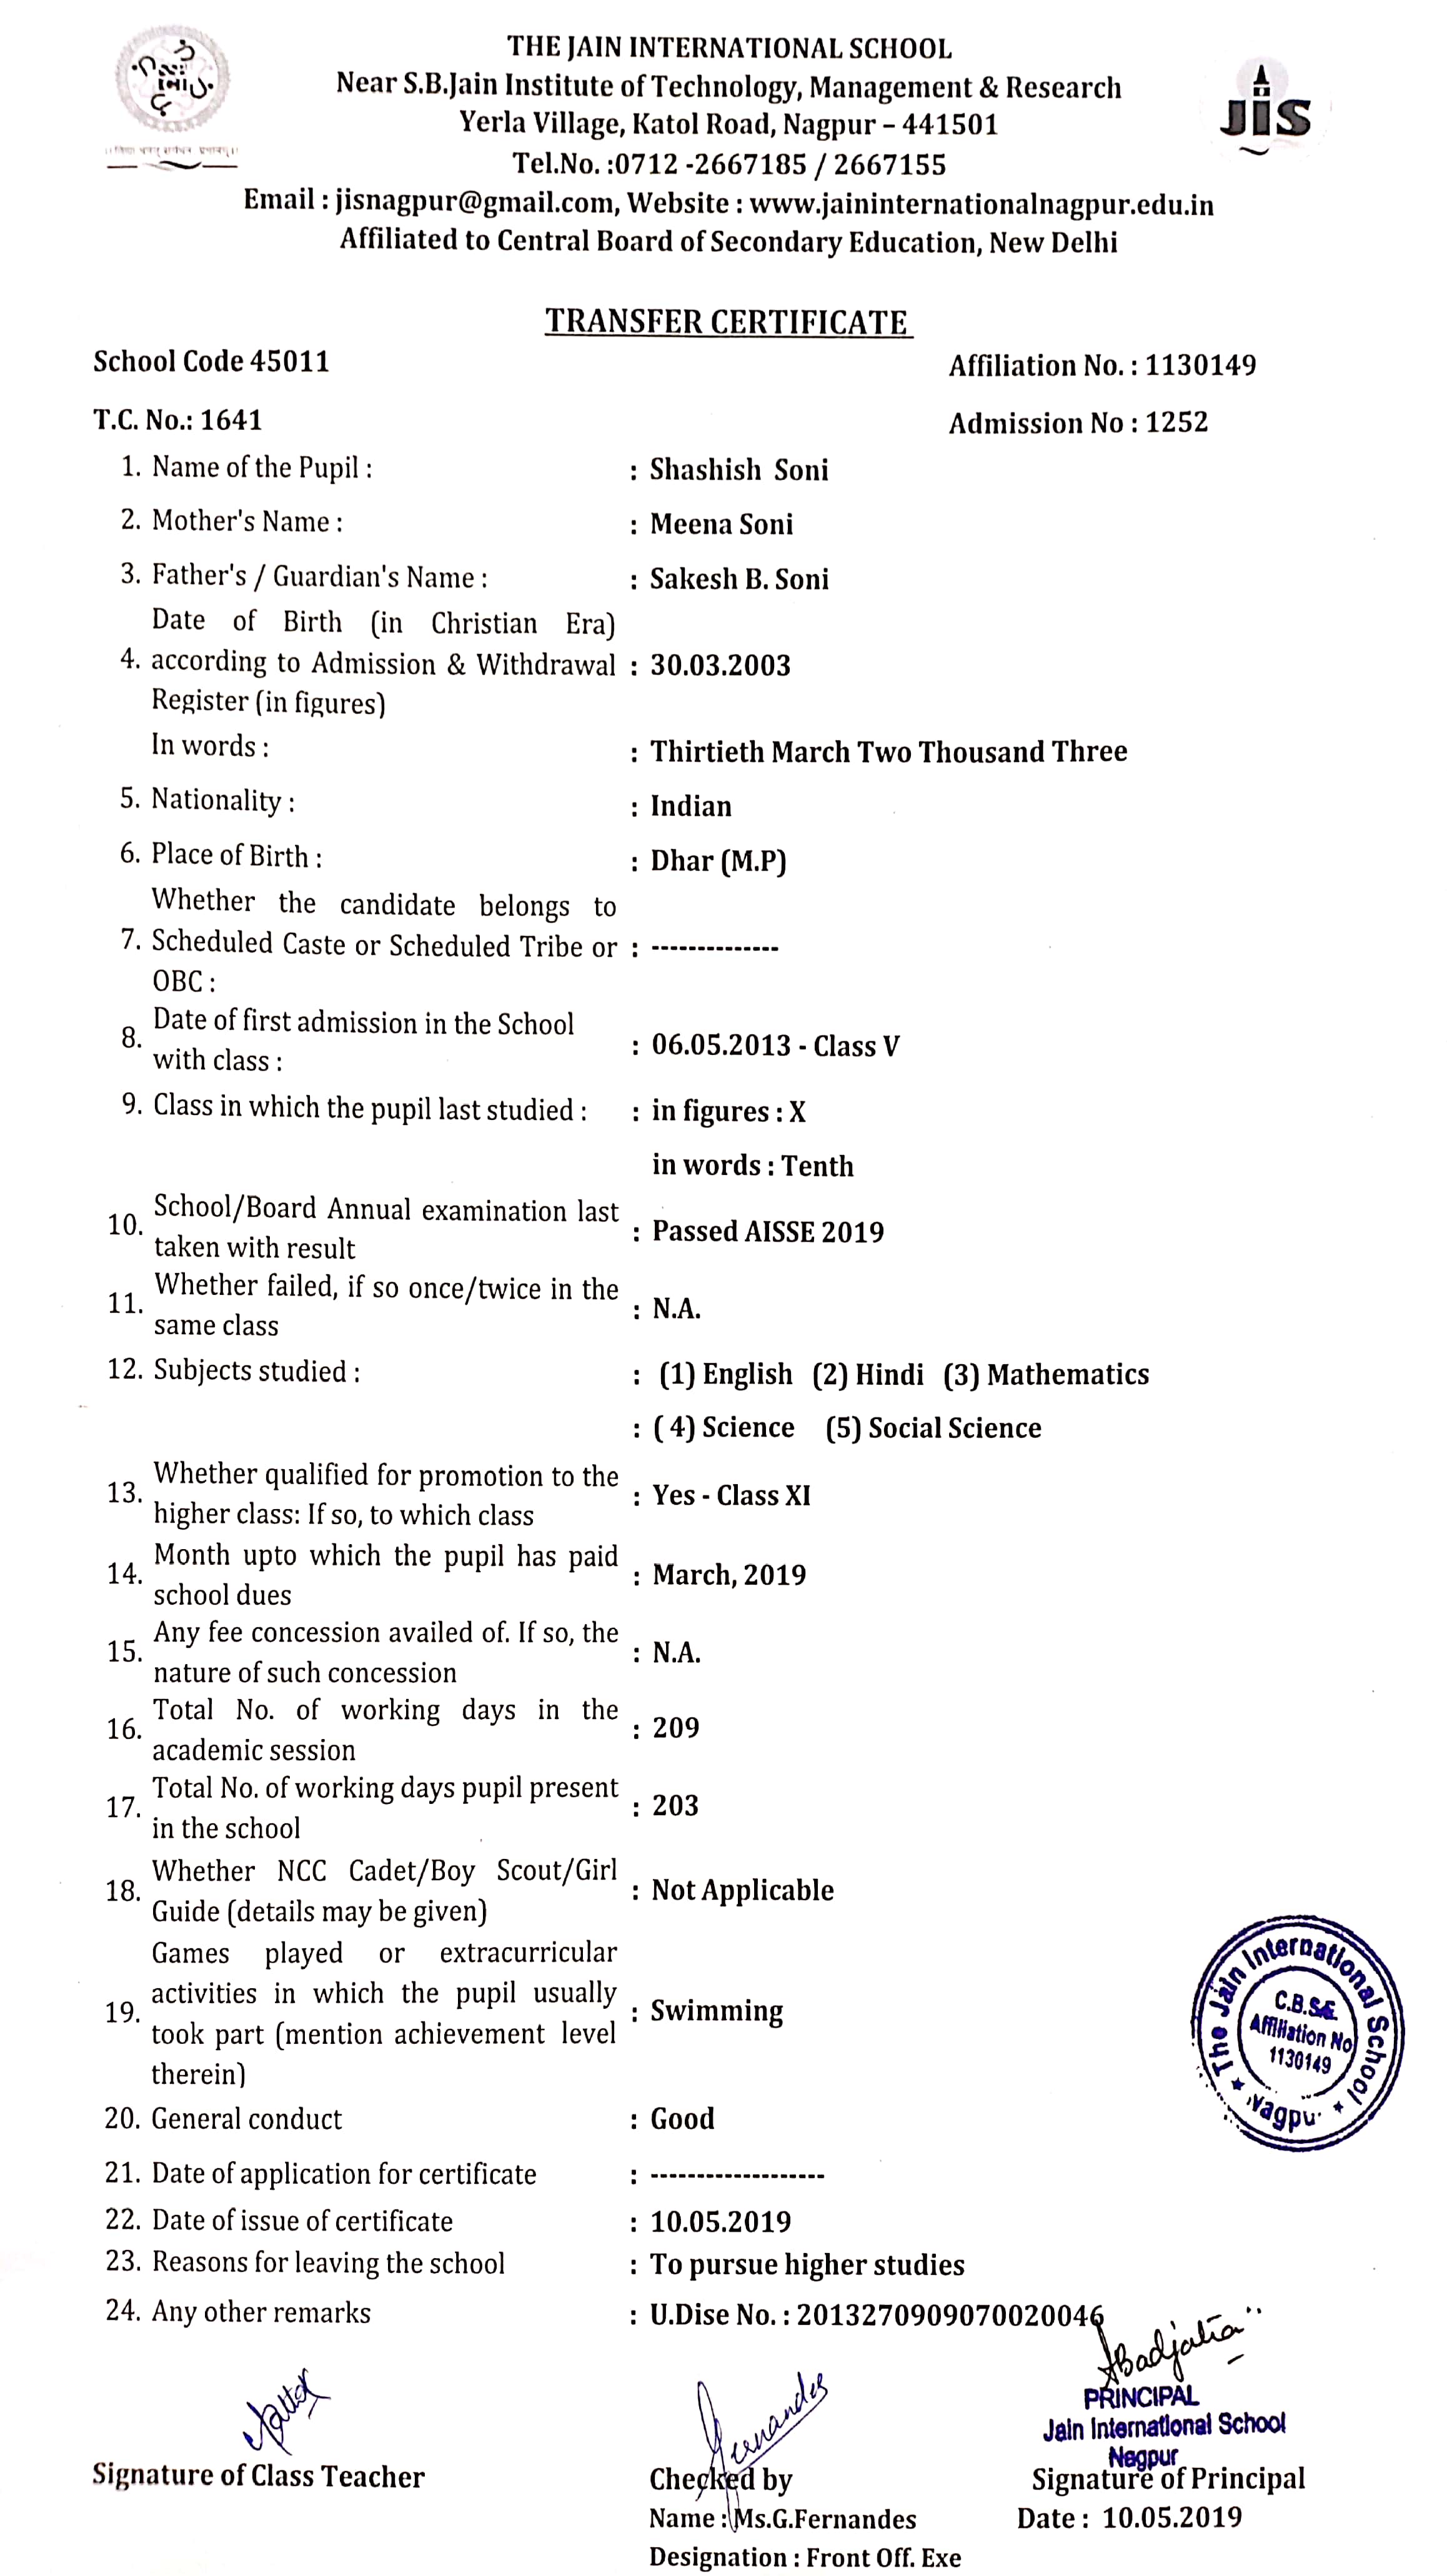 THE JAIN INTERNATIONAL SCHOOL
Near S.B.Jain Institute of Technology, Management & Research
Yerla Village, Katol Road, Nagpur – 441501
Tel.No. :0712 -2667185 / 2667155
Email : jisnagpur@gmail.com, Website : www.jaininternationalnagpur.edu.in
Affiliated to Central Board of Secondary Education, New Delhi
JIS
TRANSFER CERTIFICATE
School Code 45011 Affiliation No. : 1130149
T.C. No.: 1641 Admission No : 1252
1. Name of the Pupil : : Shashish Soni
2. Mother's Name : : Meena Soni
3. Father's / Guardian's Name : : Sakesh B. Soni
Date of Birth (in Christian Era)
4. according to Admission & Withdrawal : 30.03.2003
Register (in figures)
In words : : Thirtieth March Two Thousand Three
5. Nationality : : Indian
6. Place of Birth : : Dhar (M.P)
Whether the candidate belongs to
7. Scheduled Caste or Scheduled Tribe or : --------------
OBC :
8. Date of first admission in the School
with class : : 06.05.2013 - Class V
9. Class in which the pupil last studied : : in figures : X
in words : Tenth
10. School/Board Annual examination last
taken with result : Passed AISSE 2019
11. Whether failed, if so once/twice in the
same class : N.A.
12. Subjects studied : : (1) English (2) Hindi (3) Mathematics
: ( 4) Science (5) Social Science
13. Whether qualified for promotion to the
higher class: If so, to which class : Yes - Class XI
14. Month upto which the pupil has paid
school dues : March, 2019
15. Any fee concession availed of. If so, the
nature of such concession : N.A.
16. Total No. of working days in the
academic session : 209
17. Total No. of working days pupil present
in the school : 203
18. Whether NCC Cadet/Boy Scout/Girl
Guide (details may be given) : Not Applicable
Games played or extracurricular
activities in which the pupil usually
19. took part (mention achievement level : Swimming
therein)
The Jain International School
C.B.S.E.
Affiliation No
1130149
Nagpur
20. General conduct : Good
21. Date of application for certificate : -------------------
22. Date of issue of certificate : 10.05.2019
23. Reasons for leaving the school : To pursue higher studies
24. Any other remarks : U.Dise No. : 2013270909070020046
PRINCIPAL
Jain International School
Nagpur
Signature of Class Teacher Checked by Signature of Principal
Name : Ms.G.Fernandes Date : 10.05.2019
Designation : Front Off. Exe